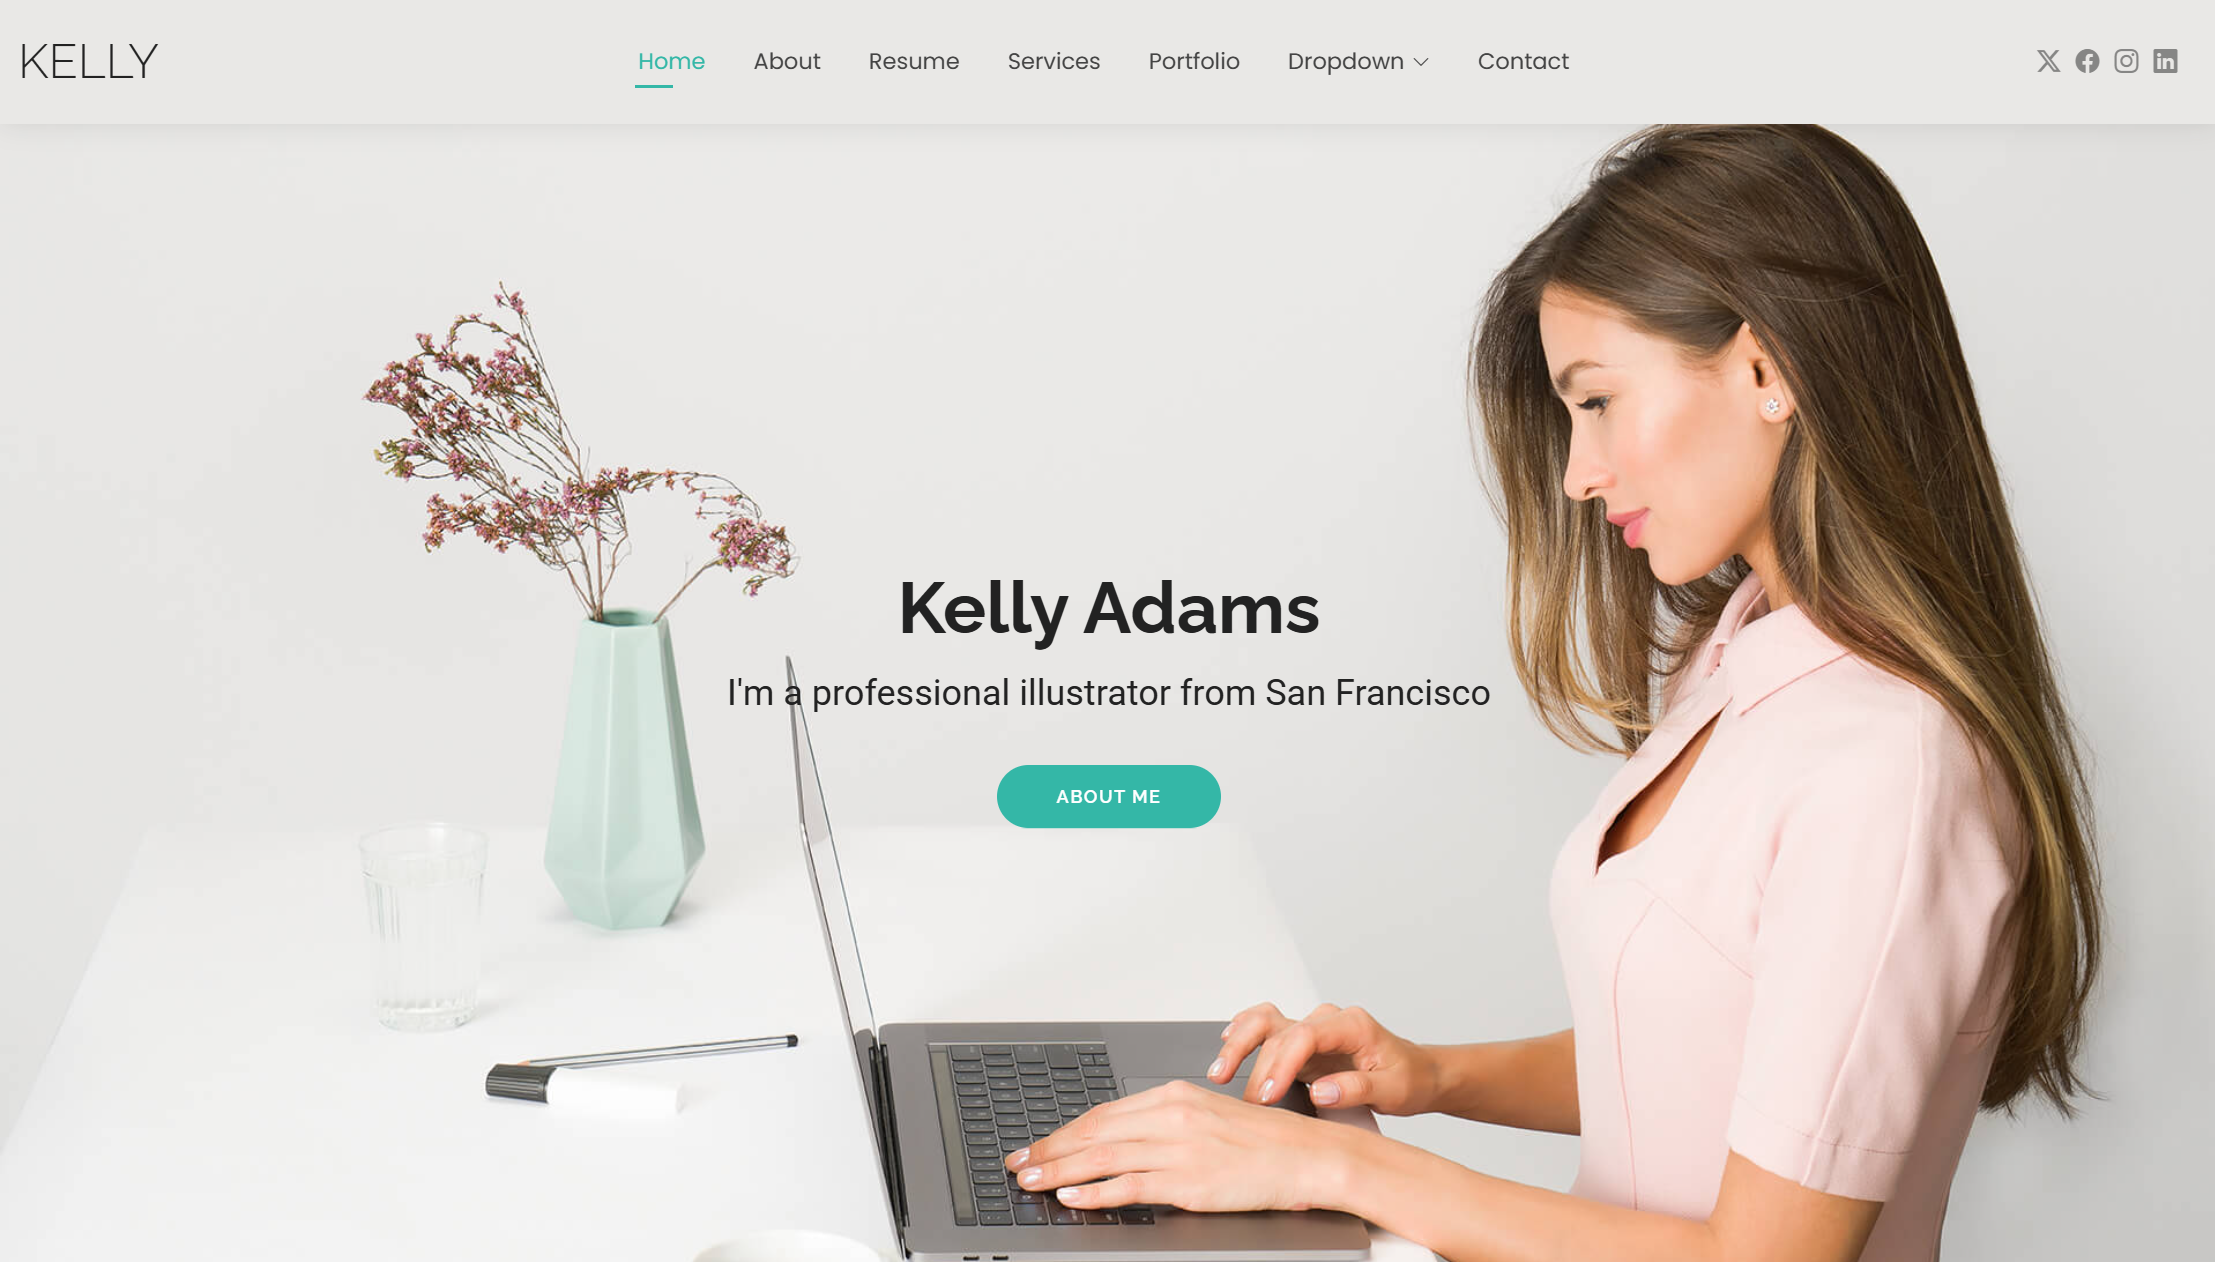 KELLY
Home About Resume Services Portfolio Dropdown Contact
Kelly Adams
I'm a professional illustrator from San Francisco
ABOUT ME